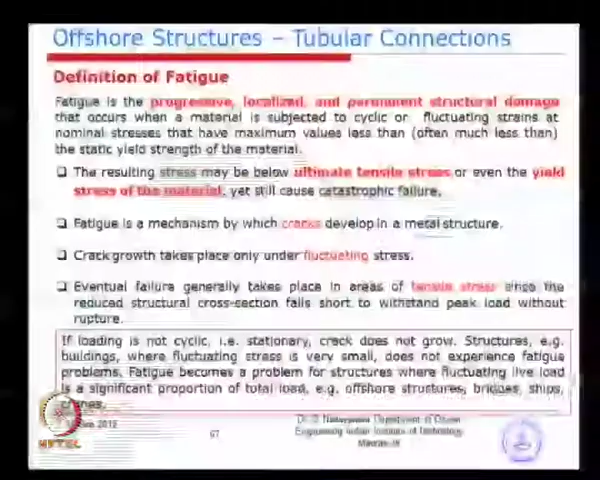 Offshore Structures – Tubular Connections
Definition of Fatigue
Fatigue is the progressive, localized, and permanent structural damage
that occurs when a material is subjected to cyclic or fluctuating strains at
nominal stresses that have maximum values less than (often much less than)
the static yield strength of the material.
❑ The resulting stress may be below ultimate tensile stress or even the yield
stress of the material, yet still cause catastrophic failure.
❑ Fatigue is a mechanism by which cracks develop in a metal structure.
❑ Crack growth takes place only under fluctuating stress.
❑ Eventual failure generally takes place in areas of tensile stress since the
reduced structural cross-section falls short to withstand peak load without
rupture.
If loading is not cyclic, i.e. stationary, crack does not grow. Structures, e.g.
buildings, where fluctuating stress is very small, does not experience fatigue
problems. Fatigue becomes a problem for structures where fluctuating live load
is a significant proportion of total load, e.g. offshore structures, bridges, ships,
cranes.
2012
Department of Ocean
67
Engineering Indian Institute of Technology
NPTEL